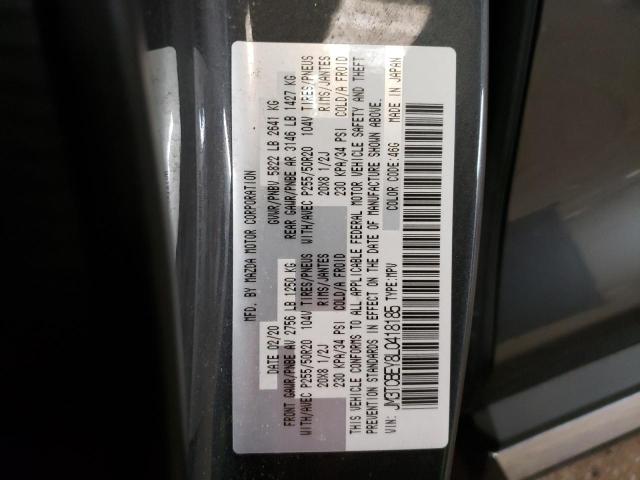 MFD. BY MAZDA MOTOR CORPORATION
DATE 02/20 GVWR/PNBV 5822 LB 2641 KG
FRONT GAWR/PNBE AV 2756 LB 1250 KG REAR GAWR/PNBE AR 3146 LB 1427 KG
WITH/AVEC P255/50R20 104V TIRES/PNEUS WITH/AVEC P255/50R20 104V TIRES/PNEUS
20X8 1/2J RIMS/JANTES 20X8 1/2J RIMS/JANTES
230 KPA/34 PSI COLD/A FROID 230 KPA/34 PSI COLD/A FROID
THIS VEHICLE CONFORMS TO ALL APPLICABLE FEDERAL MOTOR VEHICLE SAFETY AND THEFT
PREVENTION STANDARDS IN EFFECT ON THE DATE OF MANUFACTURE SHOWN ABOVE.
VIN: JM3TCBEY8L0418185 TYPE:MPV COLOR CODE:46G MADE IN JAPAN